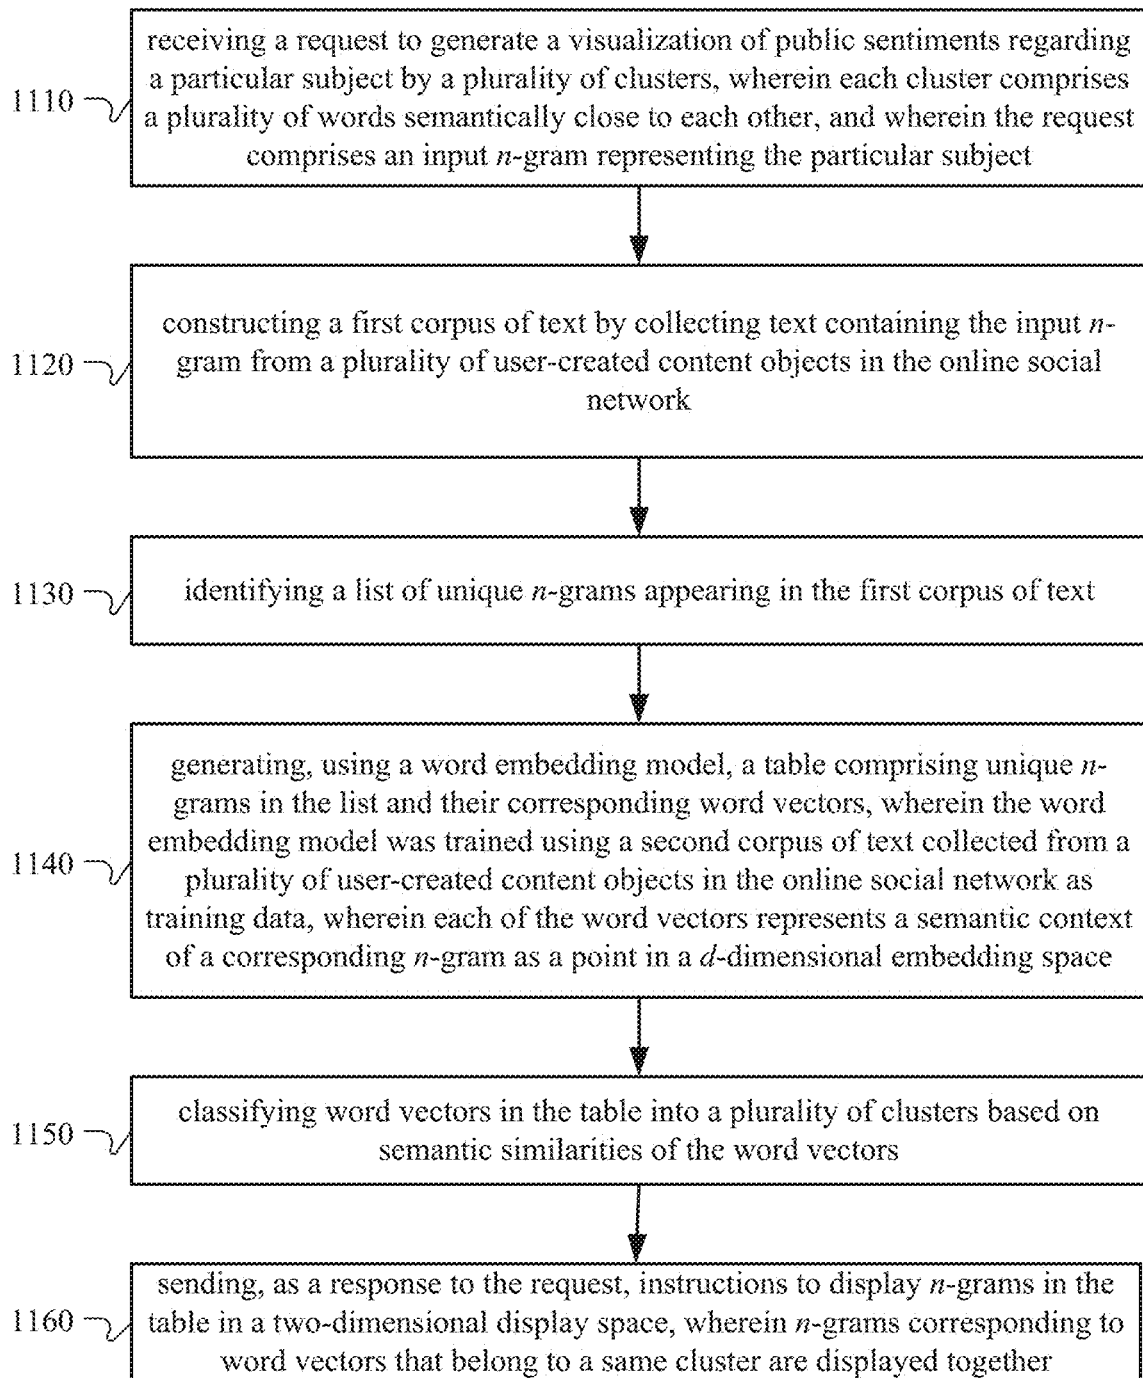 receiving a request to generate a visualization of public sentiments regarding
a particular subject by a plurality of clusters, wherein each cluster comprises
1110
a plurality of words semantically close to each other, and wherein the request
comprises an input n-gram representing the particular subject
constructing a first corpus of text by collecting text containing the input n-
1120
gram from a plurality of user-created content objects in the online social
network
1130
identifying a list of unique n-grams appearing in the first corpus of text
generating, using a word embedding model, a table comprising unique n-
grams in the list and their corresponding word vectors, wherein the word
embedding model was trained using a second corpus of text collected from a
1140
plurality of user-created content objects in the online social network as
training data, wherein each of the word vectors represents a semantic context
of a corresponding n-gram as a point in a d-dimensional embedding space
classifying word vectors in the table into a plurality of clusters based on
1150
semantic similarities of the word vectors
sending, as a response to the request, instructions to display n-grams in the
1160
table in a two-dimensional display space, wherein n-grams corresponding to
word vectors that belong to a same cluster are displayed together